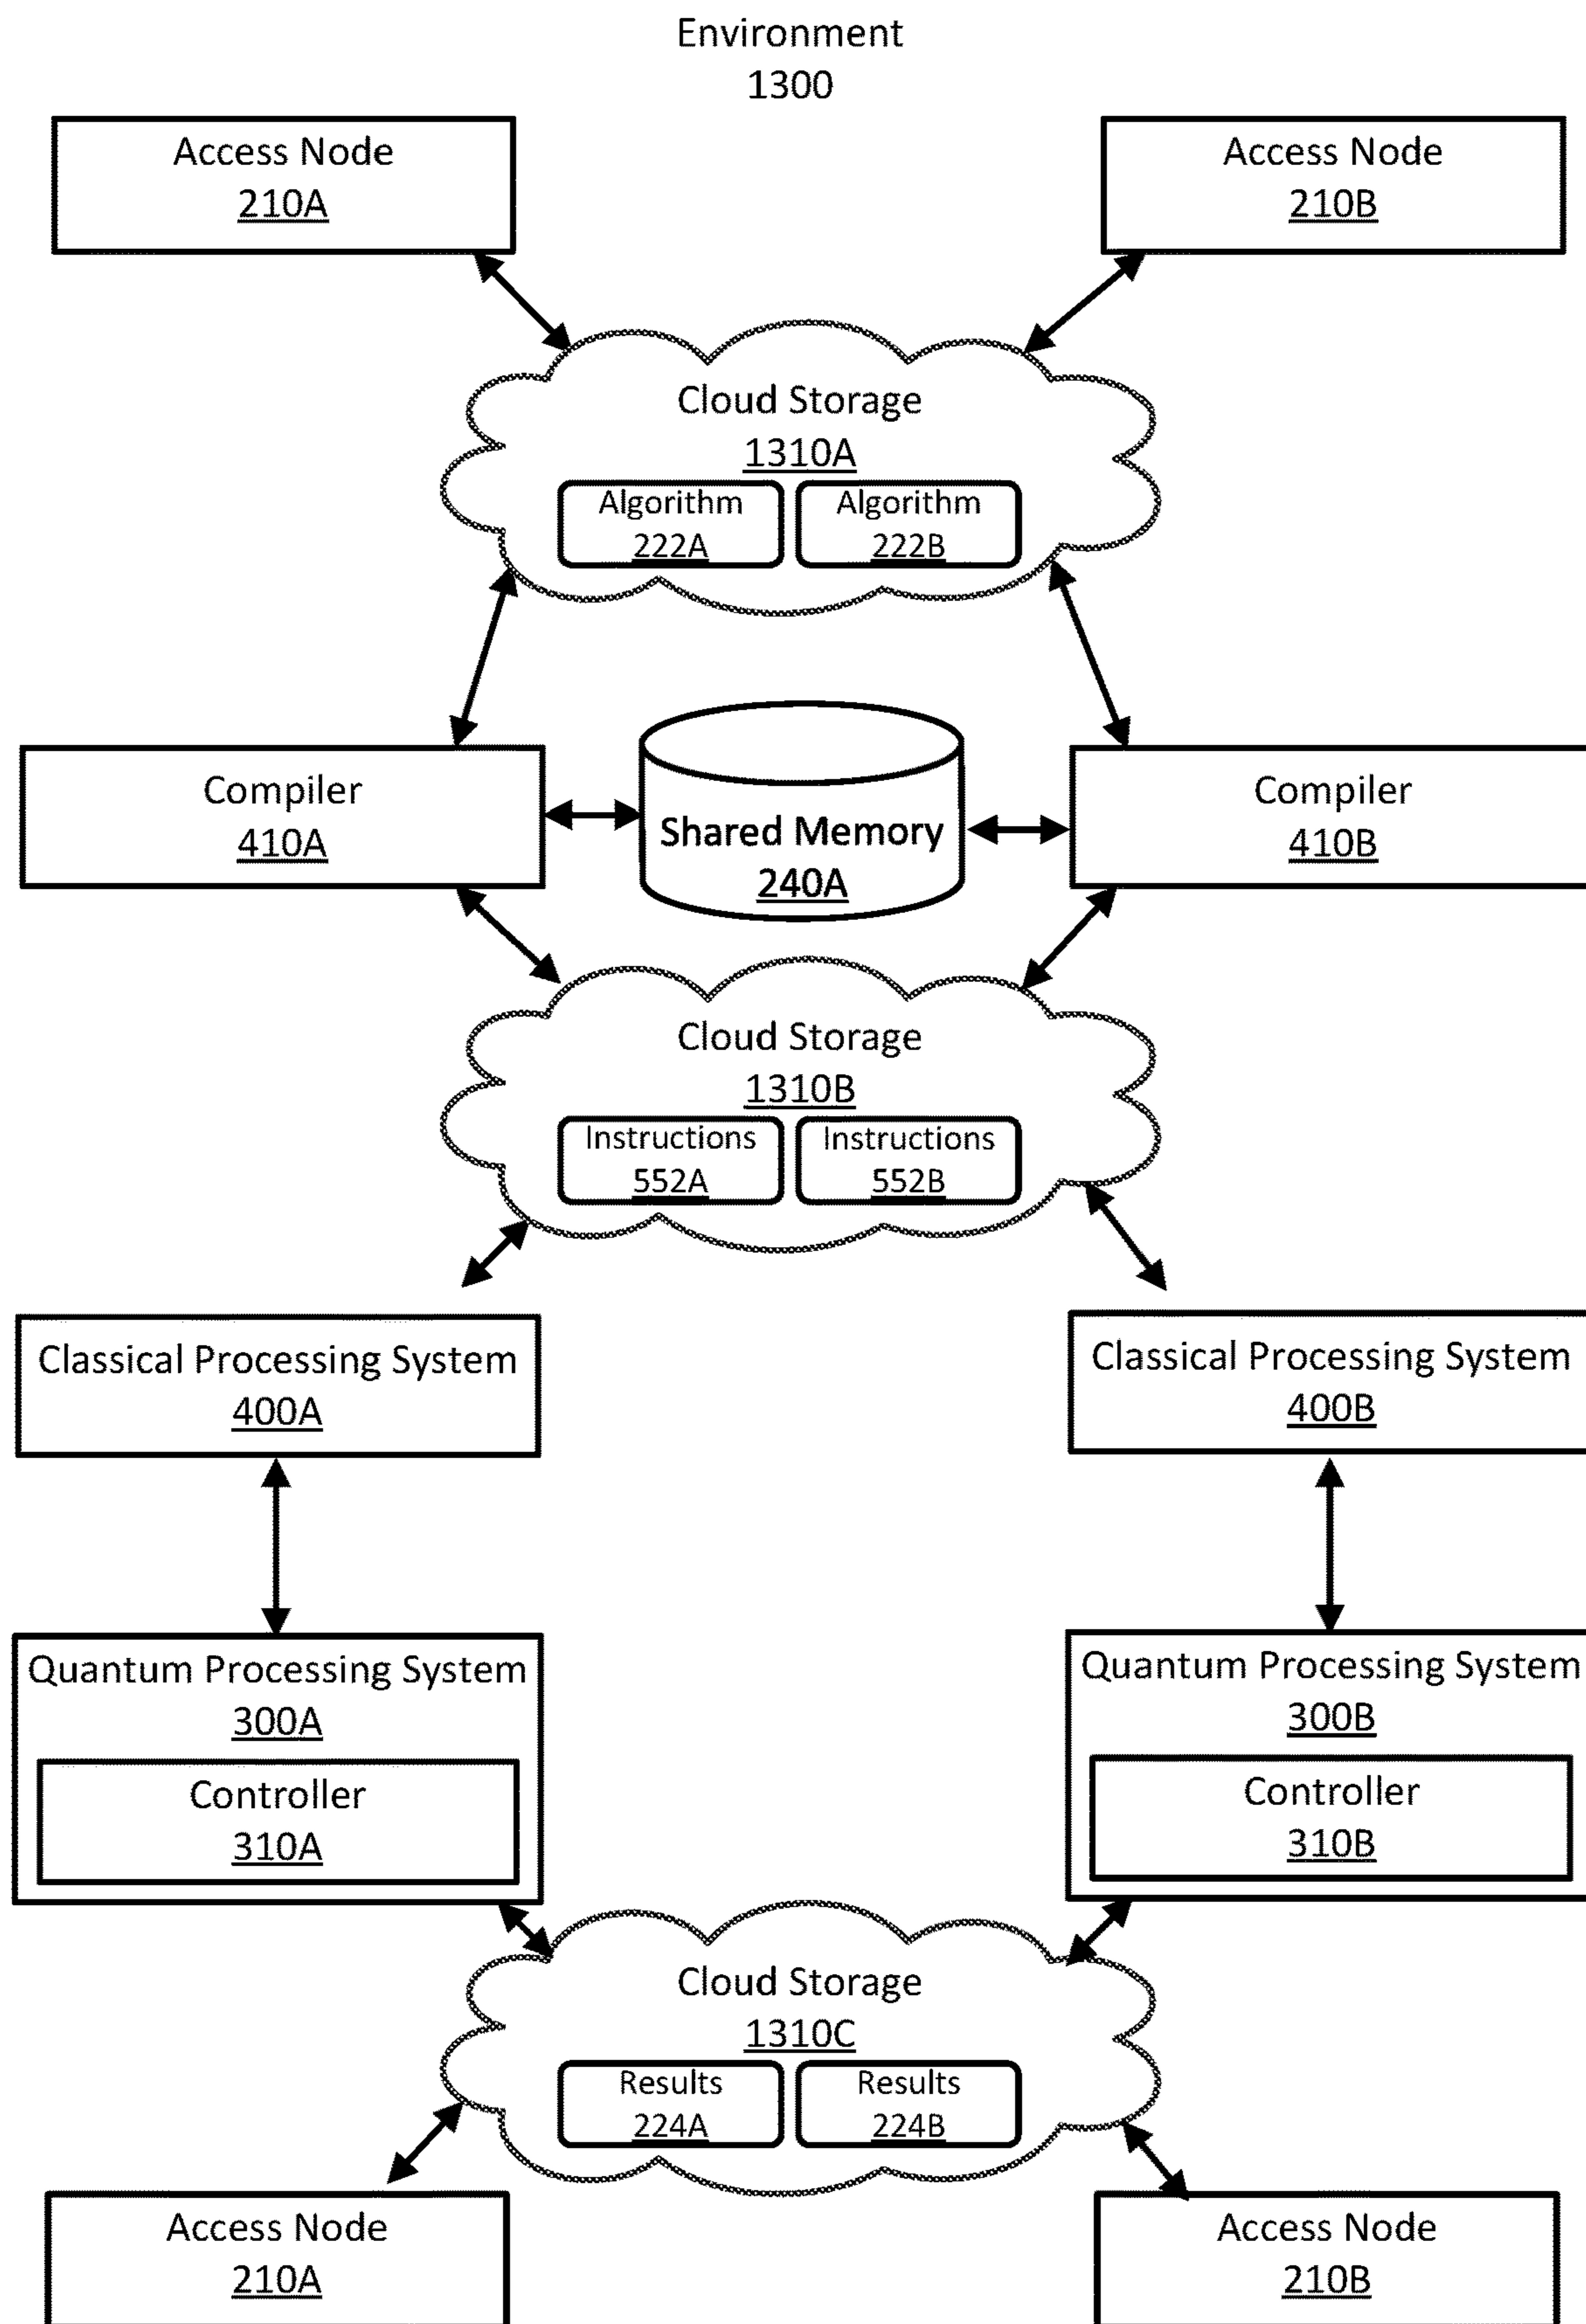 Environment
1300
Access Node
210A
Access Node
210B
Cloud Storage
1310A
Algorithm
222A
Algorithm
222B
Compiler
410A
Shared Memory
240A
Compiler
410B
Cloud Storage
1310B
Instructions
552A
Instructions
552B
Classical Processing System
400A
Classical Processing System
400B
Quantum Processing System
300A
Controller
310A
Quantum Processing System
300B
Controller
310B
Cloud Storage
1310C
Results
224A
Results
224B
Access Node
210A
Access Node
210B